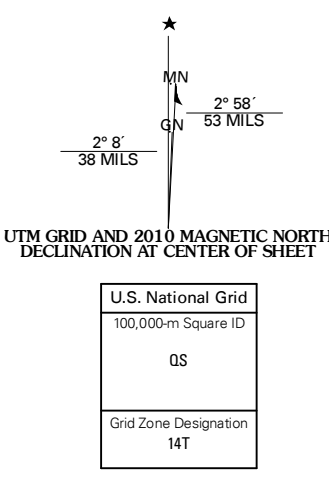 MN
GN
2° 58´
53 MILS
2° 8´
38 MILS
UTM GRID AND 2010 MAGNETIC NORTH
DECLINATION AT CENTER OF SHEET
U.S. National Grid
100,000-m Square ID
QS
Grid Zone Designation
14T